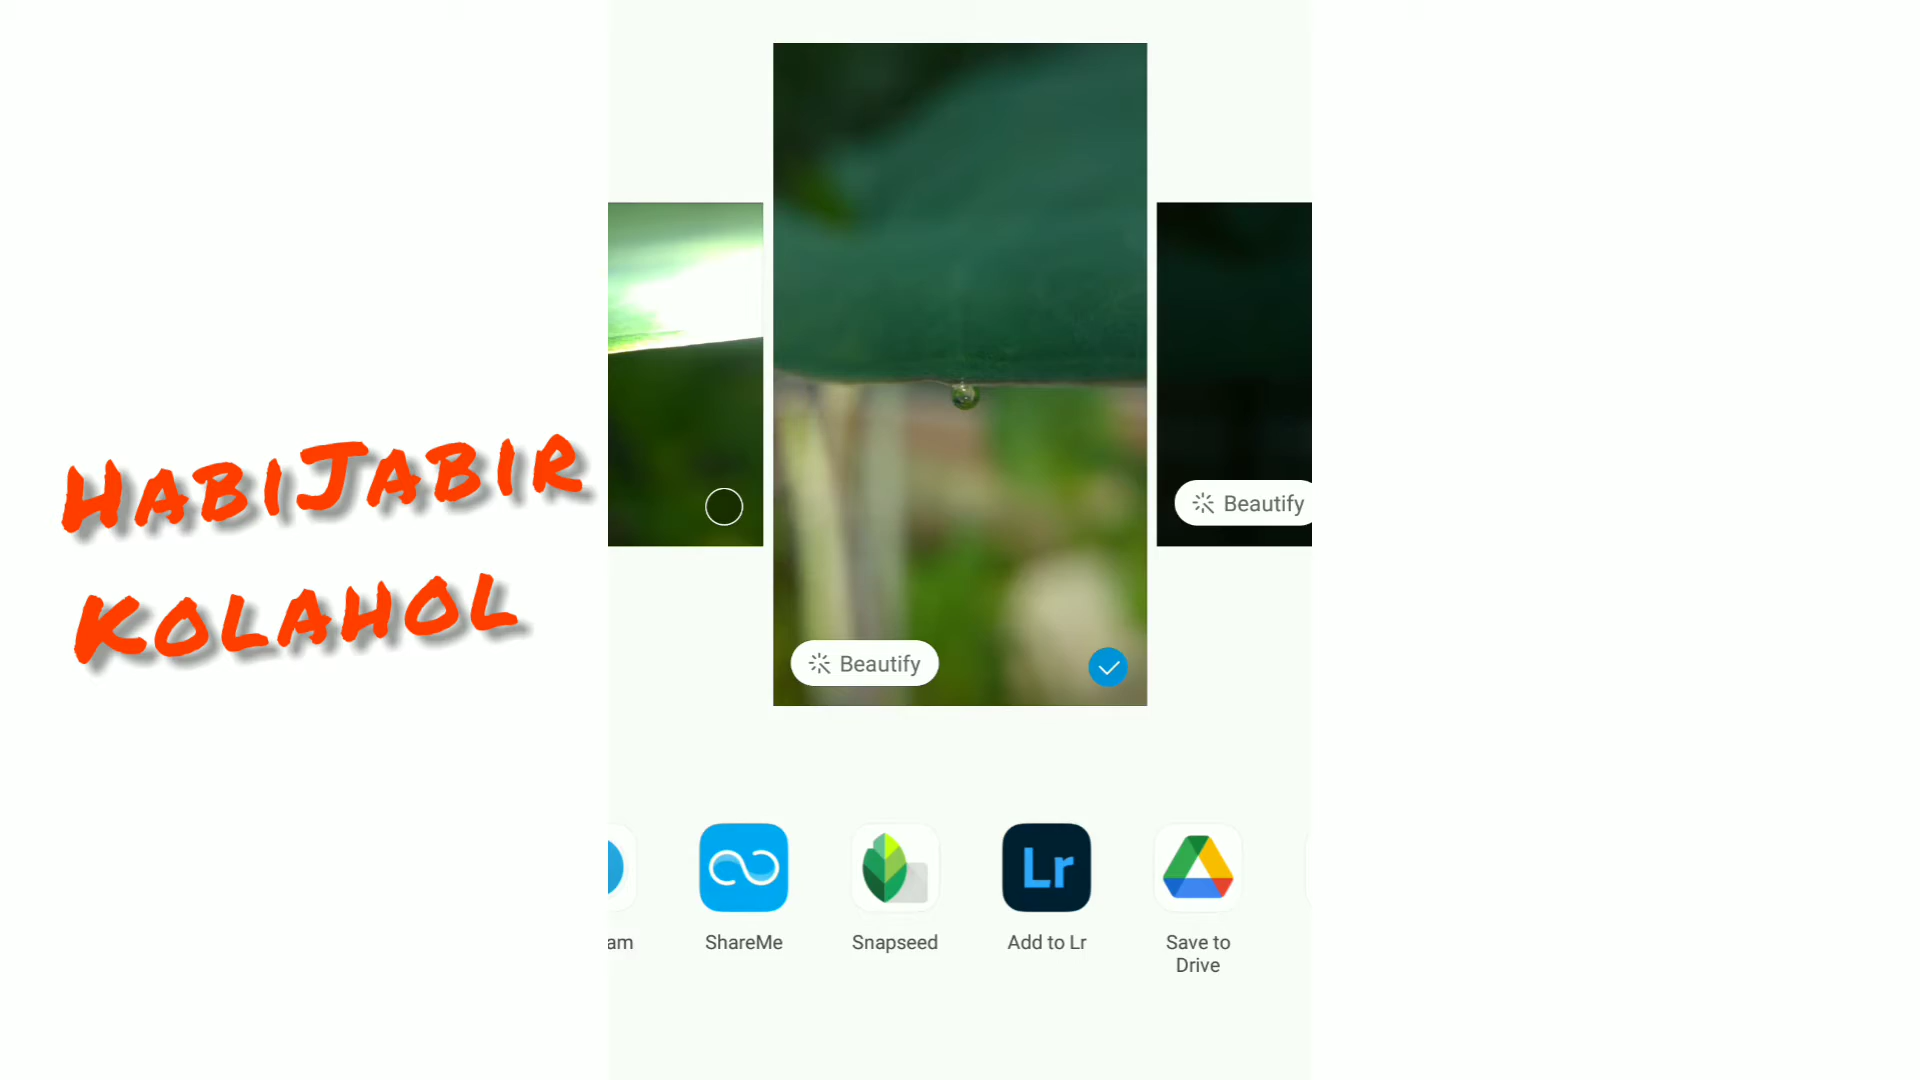 HABIJABIR
KOLAHOL
Beautify
Beautify
am
ShareMe
Snapseed
Lr
Add to Lr
Save to
Drive